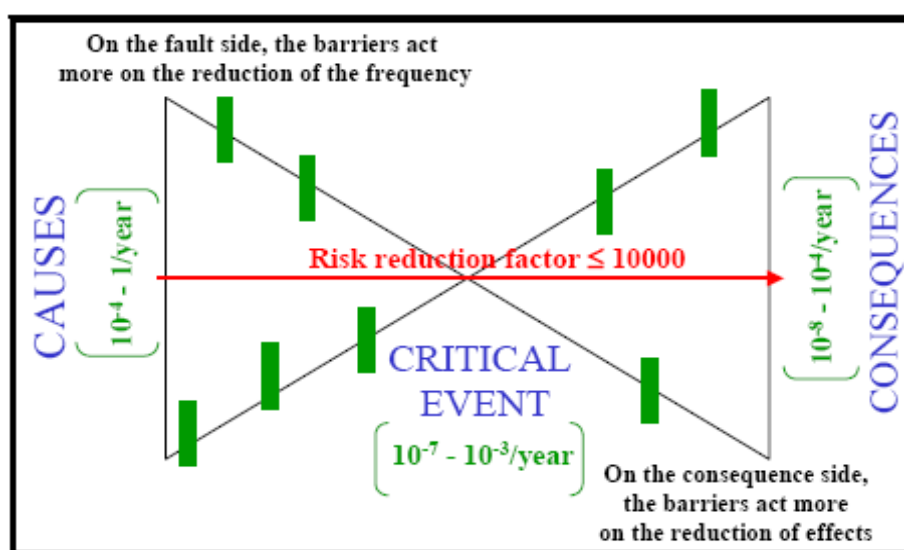 On the fault side, the barriers act
more on the reduction of the frequency
CAUSES
10⁻⁴ - 1/year
Risk reduction factor ≤ 10000
CRITICAL
EVENT
10⁻⁷ - 10⁻³/year
10⁻⁸ - 10⁻⁴/year
CONSEQUENCES
On the consequence side,
the barriers act more
on the reduction of effects